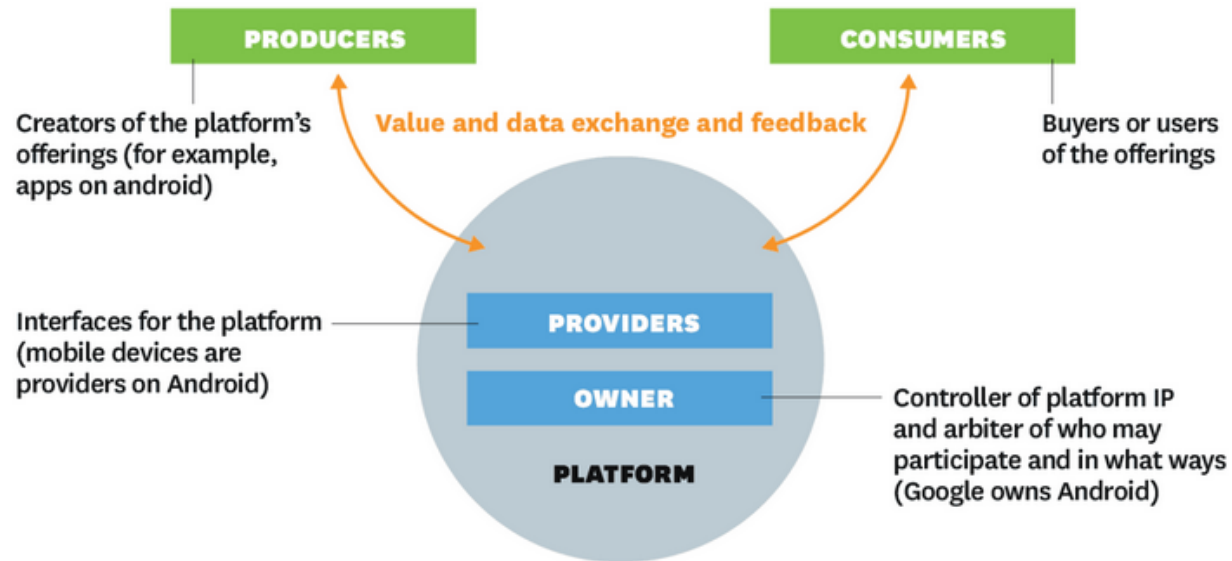 PRODUCERS
CONSUMERS
Creators of the platform's
offerings (for example,
apps on android)
Value and data exchange and feedback
Buyers or users
of the offerings
Interfaces for the platform
(mobile devices are
providers on Android)
PROVIDERS
OWNER
Controller of platform IP
and arbiter of who may
participate and in what ways
(Google owns Android)
PLATFORM